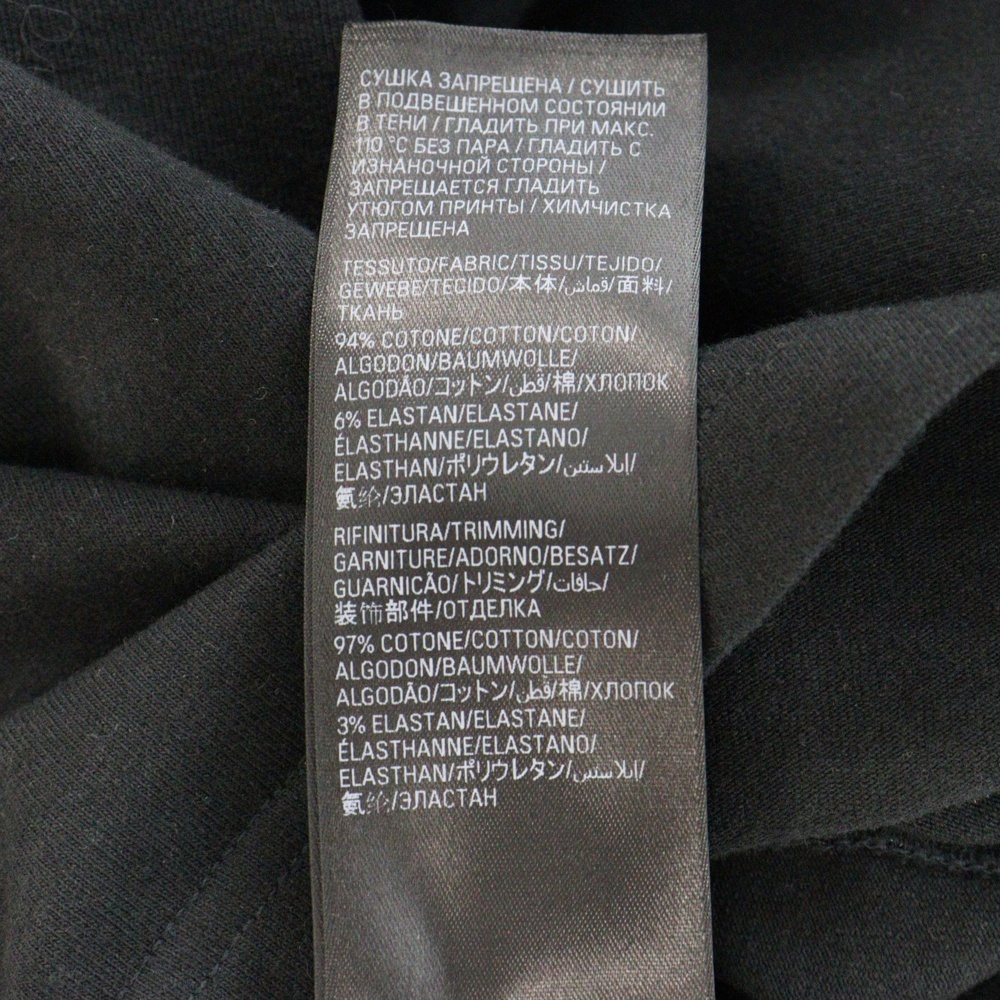 СУШКА ЗАПРЕЩЕНА / СУШИТЬ
В ПОДВЕШЕННОМ СОСТОЯНИИ
В ТЕНИ / ГЛАДИТЬ ПРИ МАКС.
110 °C БЕЗ ПАРА / ГЛАДИТЬ С
ИЗНАНОЧНОЙ СТОРОНЫ /
ЗАПРЕЩАЕТСЯ ГЛАДИТЬ
УТЮГОМ ПРИНТЫ / ХИМЧИСТКА
ЗАПРЕЩЕНА
TESSUTO/FABRIC/TISSU/TEJIDO/
GEWEBE/TECIDO/本体/قماش/面料/
ТКАНЬ
94% COTONE/COTTON/COTON/
ALGODON/BAUMWOLLE/
ALGODÃO/コットン/قطن/棉/ХЛОПОК
6% ELASTAN/ELASTANE/
ÉLASTHANNE/ELASTANO/
ELASTHAN/ポリウレタン/إيلاستين/
氨纶/ЭЛАСТАН
RIFINITURA/TRIMMING/
GARNITURE/ADORNO/BESATZ/
GUARNICÃO/トリミング/حافات/
装饰部件/ОТДЕЛКА
97% COTONE/COTTON/COTON/
ALGODON/BAUMWOLLE/
ALGODÃO/コットン/قطن/棉/ХЛОПОК
3% ELASTAN/ELASTANE/
ÉLASTHANNE/ELASTANO/
ELASTHAN/ポリウレタン/إيلاستين/
氨纶/ЭЛАСТАН